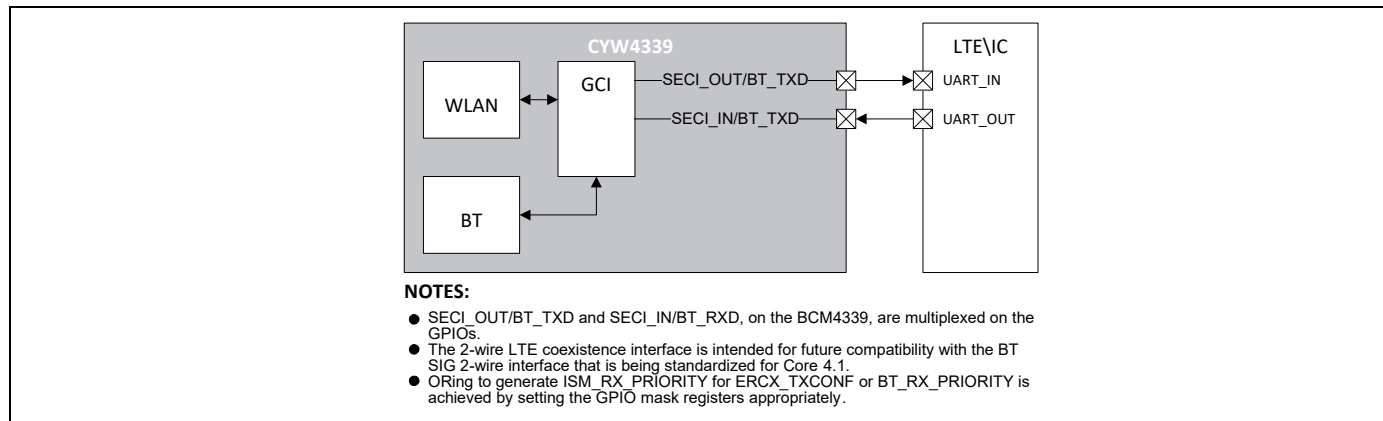 CYW4339
LTE\IC
WLAN
GCI
SECI_OUT/BT_TXD
UART_IN
SECI_IN/BT_TXD
UART_OUT
BT
NOTES:
● SECI_OUT/BT_TXD and SECI_IN/BT_RXD, on the BCM4339, are multiplexed on the
GPIOs.
● The 2-wire LTE coexistence interface is intended for future compatibility with the BT
SIG 2-wire interface that is being standardized for Core 4.1.
● ORing to generate ISM_RX_PRIORITY for ERCX_TXCONF or BT_RX_PRIORITY is
achieved by setting the GPIO mask registers appropriately.